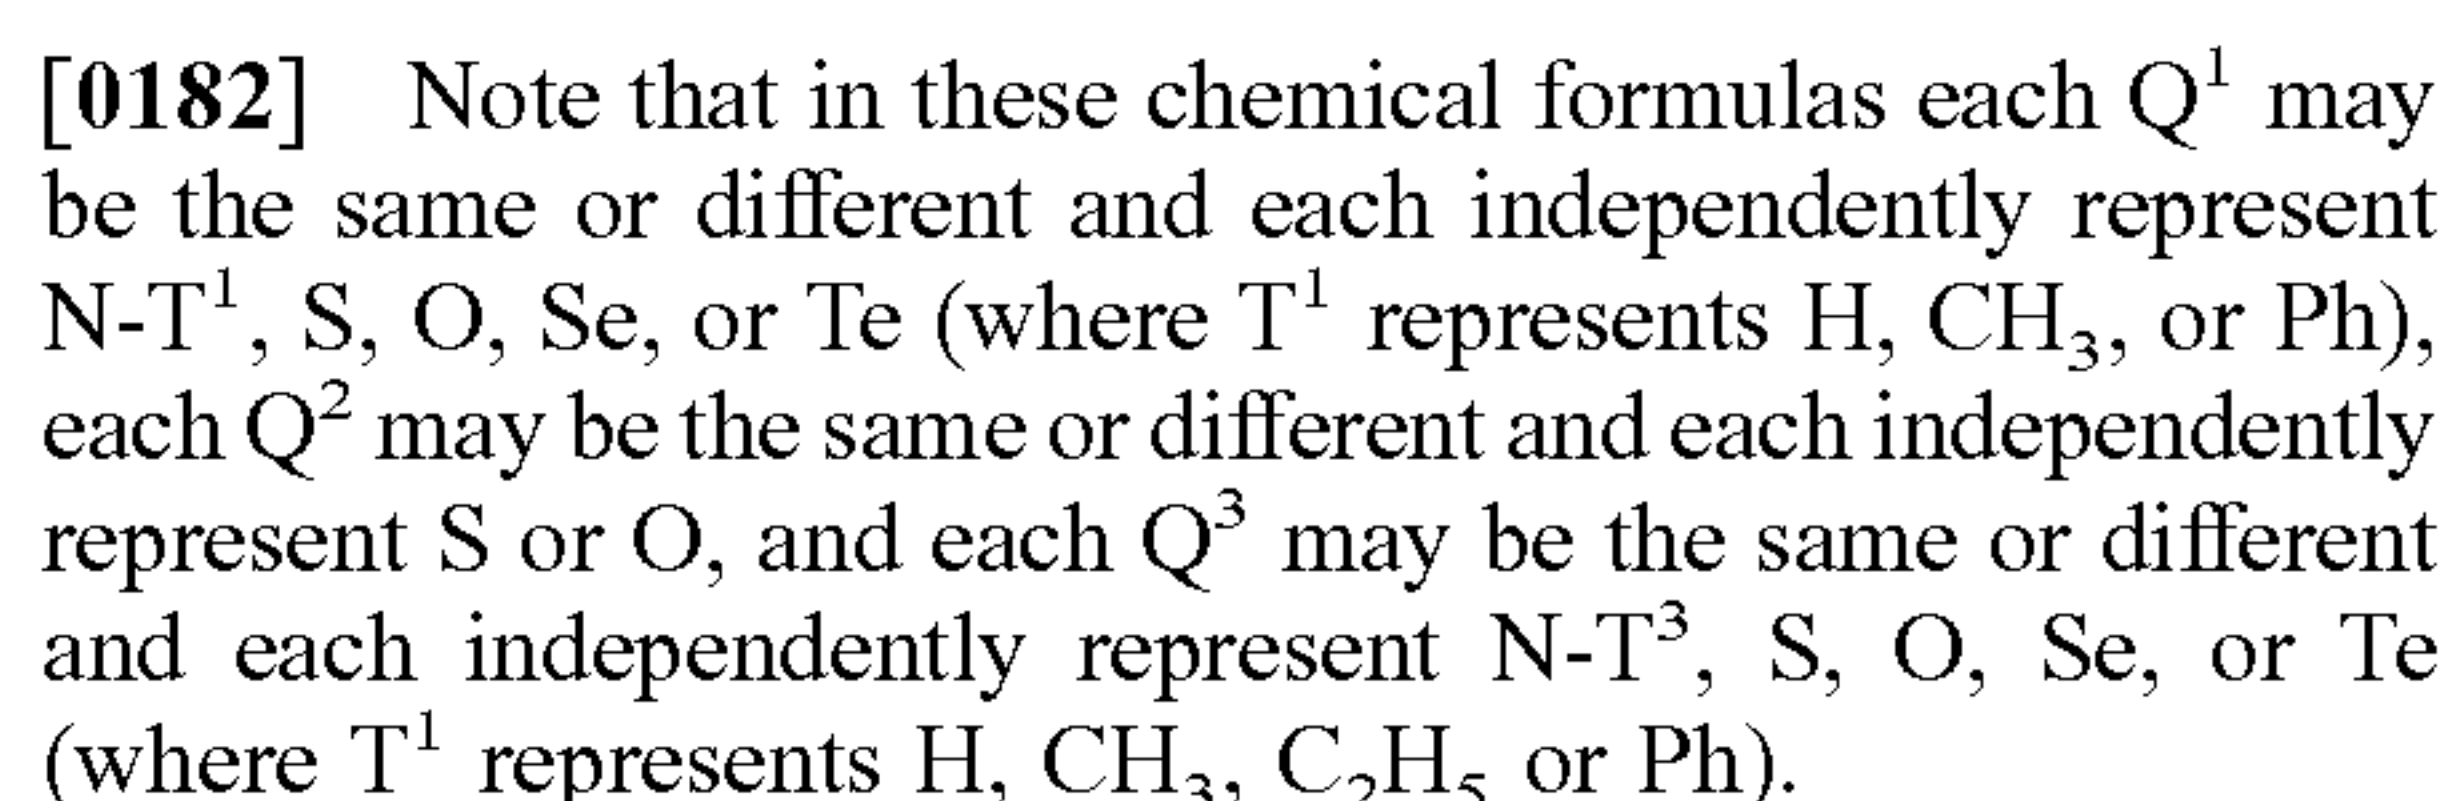 [0182] Note that in these chemical formulas each Q¹ may
be the same or different and each independently represent
N-T¹, S, O, Se, or Te (where T¹ represents H, CH₃, or Ph),
each Q² may be the same or different and each independently
represent S or O, and each Q³ may be the same or different
and each independently represent N-T³, S, O, Se, or Te
(where T¹ represents H, CH₃, C₂H₅ or Ph).